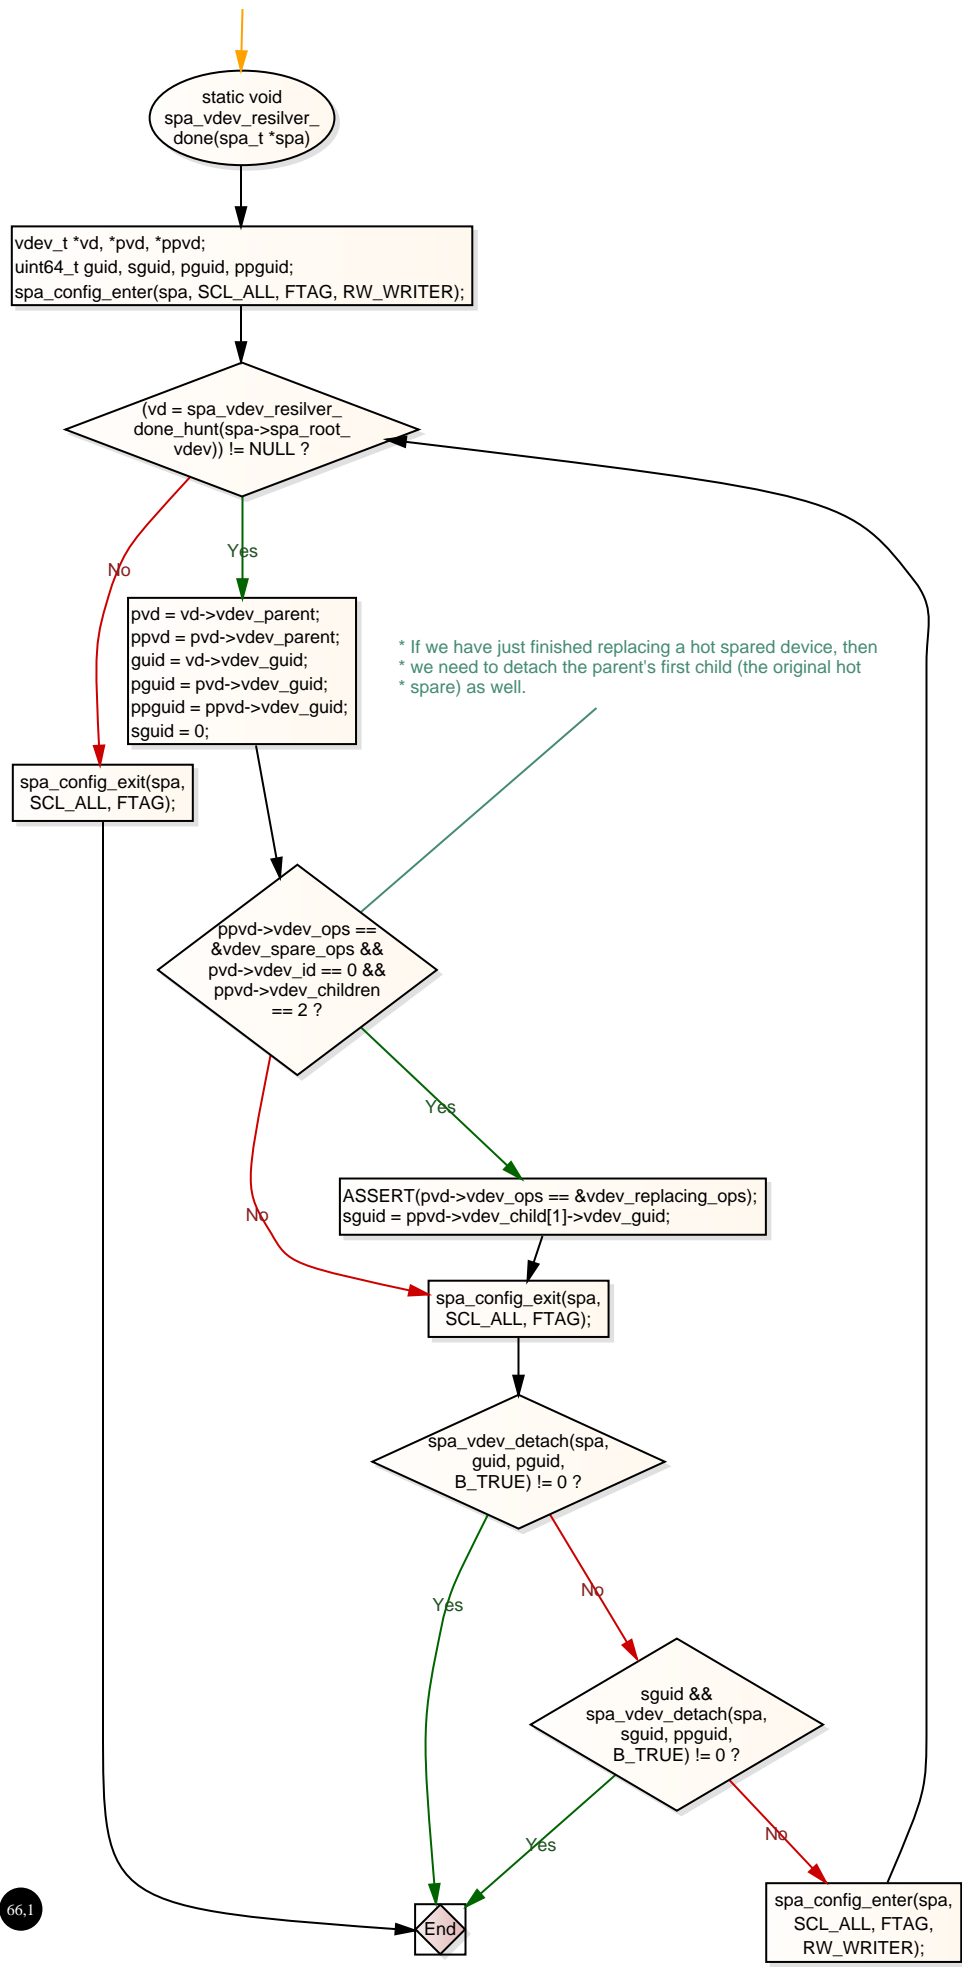 static void
spa_vdev_resilver_
done(spa_t *spa)
vdev_t *vd, *pvd, *ppvd;
uint64_t guid, sguid, pguid, ppguid;
spa_config_enter(spa, SCL_ALL, FTAG, RW_WRITER);
(vd = spa_vdev_resilver_
done_hunt(spa->spa_root_
vdev)) != NULL ?
No
Yes
pvd = vd->vdev_parent;
ppvd = pvd->vdev_parent;
guid = vd->vdev_guid;
pguid = pvd->vdev_guid;
ppguid = ppvd->vdev_guid;
sguid = 0;
* If we have just finished replacing a hot spared device, then
* we need to detach the parent's first child (the original hot
* spare) as well.
spa_config_exit(spa,
SCL_ALL, FTAG);
ppvd->vdev_ops ==
&vdev_spare_ops &&
pvd->vdev_id == 0 &&
ppvd->vdev_children
== 2 ?
Yes
No
ASSERT(pvd->vdev_ops == &vdev_replacing_ops);
sguid = ppvd->vdev_child[1]->vdev_guid;
spa_config_exit(spa,
SCL_ALL, FTAG);
spa_vdev_detach(spa,
guid, pguid,
B_TRUE) != 0 ?
Yes
No
sguid &&
spa_vdev_detach(spa,
sguid, ppguid,
B_TRUE) != 0 ?
Yes
No
spa_config_enter(spa,
SCL_ALL, FTAG,
RW_WRITER);
End
66,1